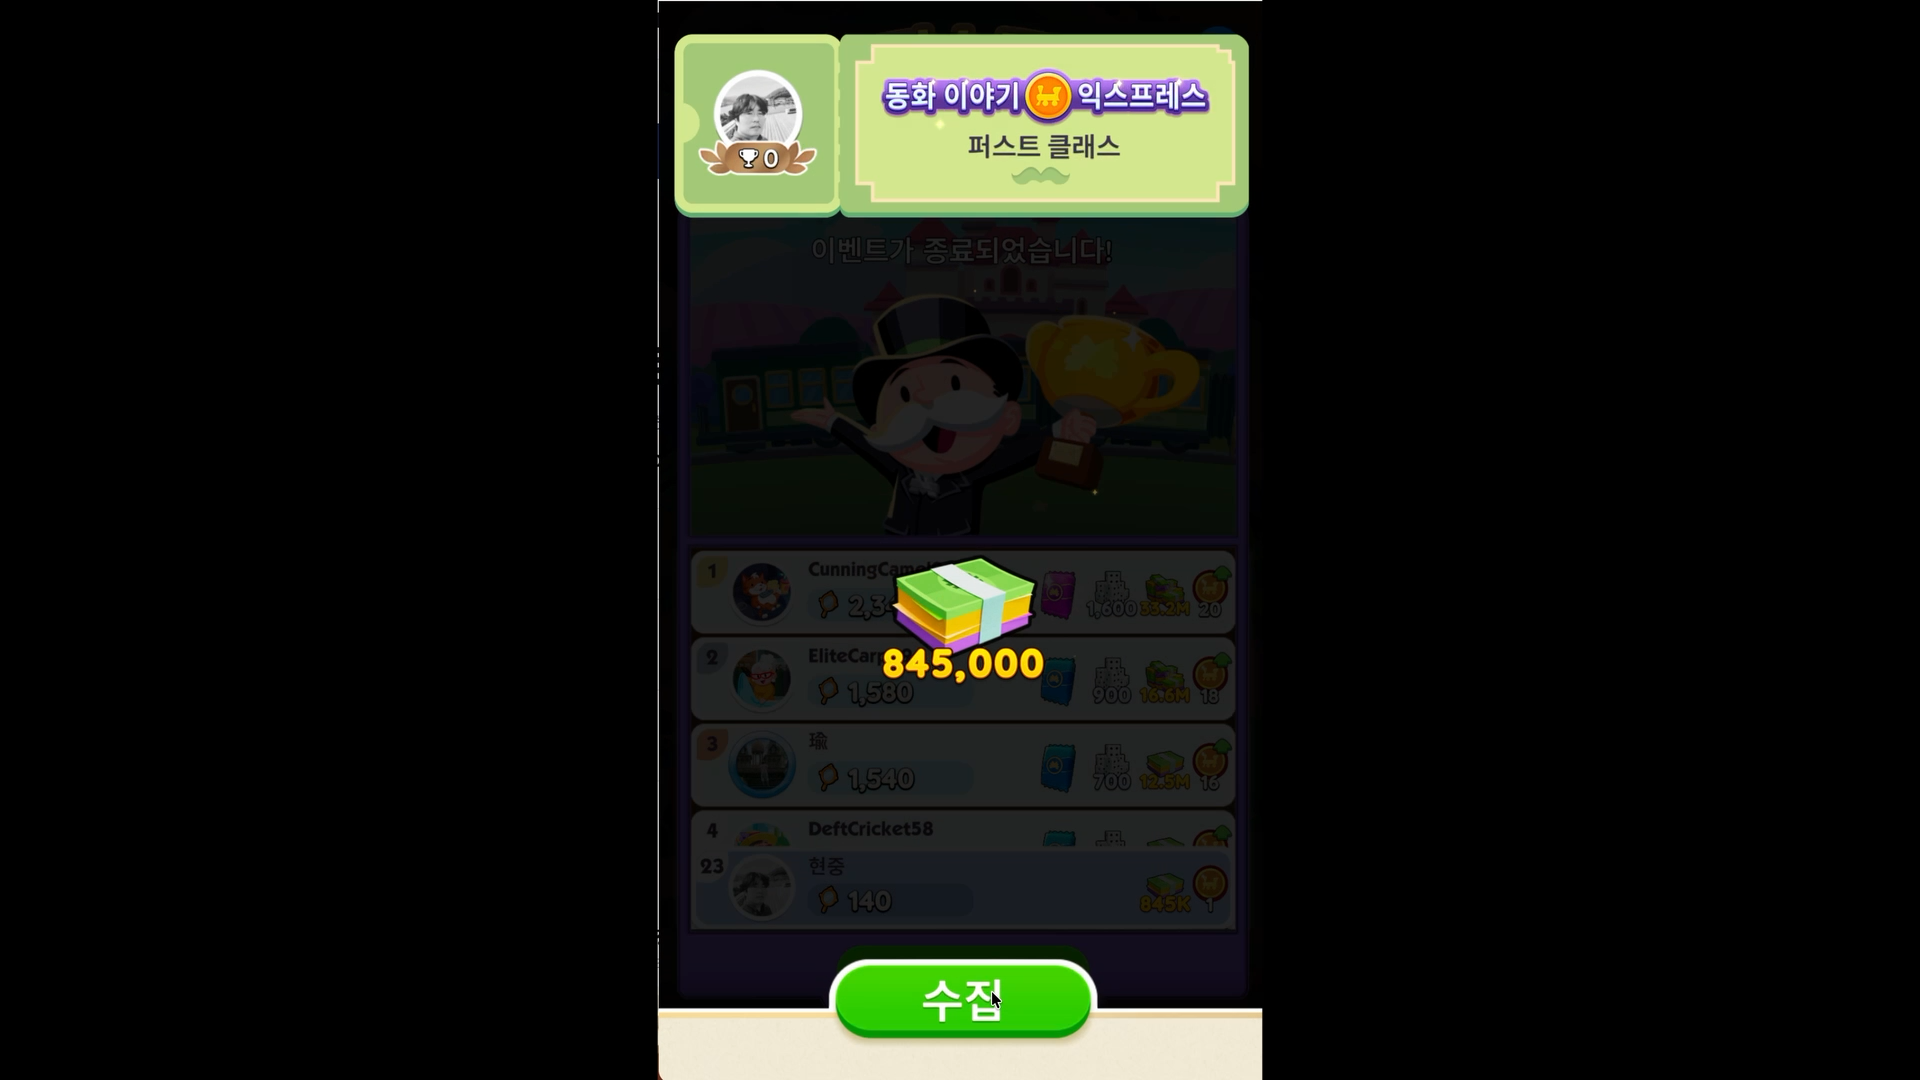 동화 이야기 익스프레스
퍼스트 클래스
0
이벤트가 종료되었습니다!
1
2
EliteCarp
1,580
3
瑜
1,540
4
DeftCricket58
23
현중
140
1,600 33.2M 20
900 16.6M 18
700 12.5M 16
845K 1
845,000
수집